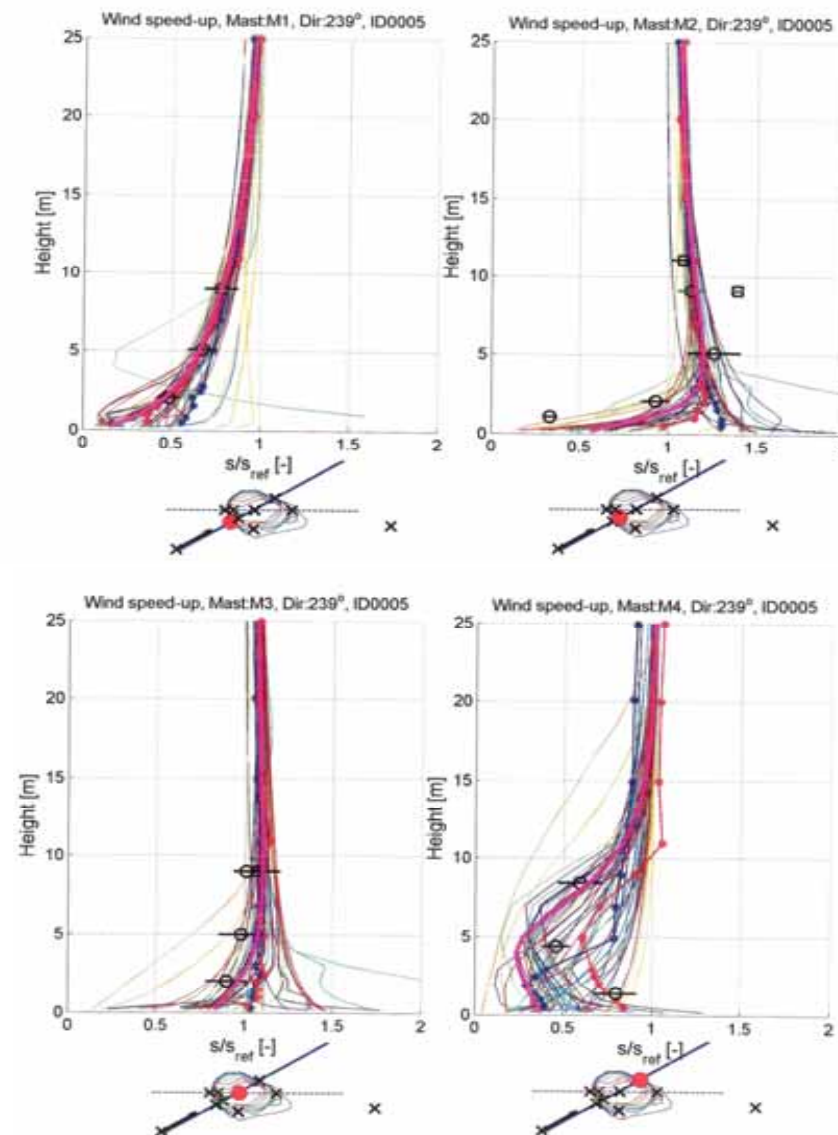 Wind speed-up, Mast:M1, Dir:239°, ID0005
25
20
15
10
5
0
Height [m]
0 0.5 1 1.5 2
s/s_ref [-]
Wind speed-up, Mast:M2, Dir:239°, ID0005
25
20
15
10
5
0
Height [m]
0 0.5 1 1.5
s/s_ref [-]
Wind speed-up, Mast:M3, Dir:239°, ID0005
25
20
15
10
5
0
Height [m]
0 0.5 1 1.5 2
s/s_ref [-]
Wind speed-up, Mast:M4, Dir:239°, ID0005
25
20
15
10
5
0
Height [m]
0 0.5 1 1.5 2
s/s_ref [-]